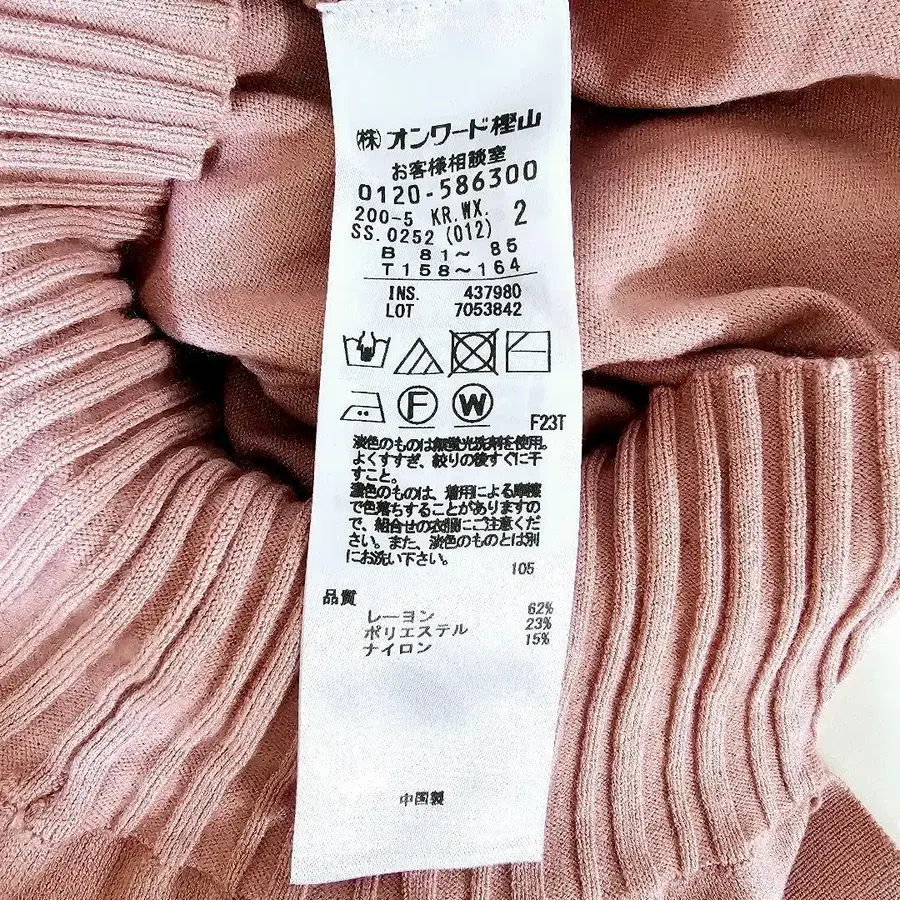 ㈱オンワード樫山
お客様相談室
0120-586300
200-5 KR.WX. 2
SS.0252 (012)
B 81～ 85
T158～164
INS. 437980
LOT 7053842
F W
F23T
淡色のものは無蛍光洗剤を使用。
よくすすぎ、絞りの後すぐに干
すこと。
濃色のものは、着用による摩擦
で色落ちすることがありますの
で、組合せの衣服にご注意くだ
さい。また、淡色のものとは別
にお洗い下さい。
105
品質
レーヨン 62%
ポリエステル 23%
ナイロン 15%
中国製